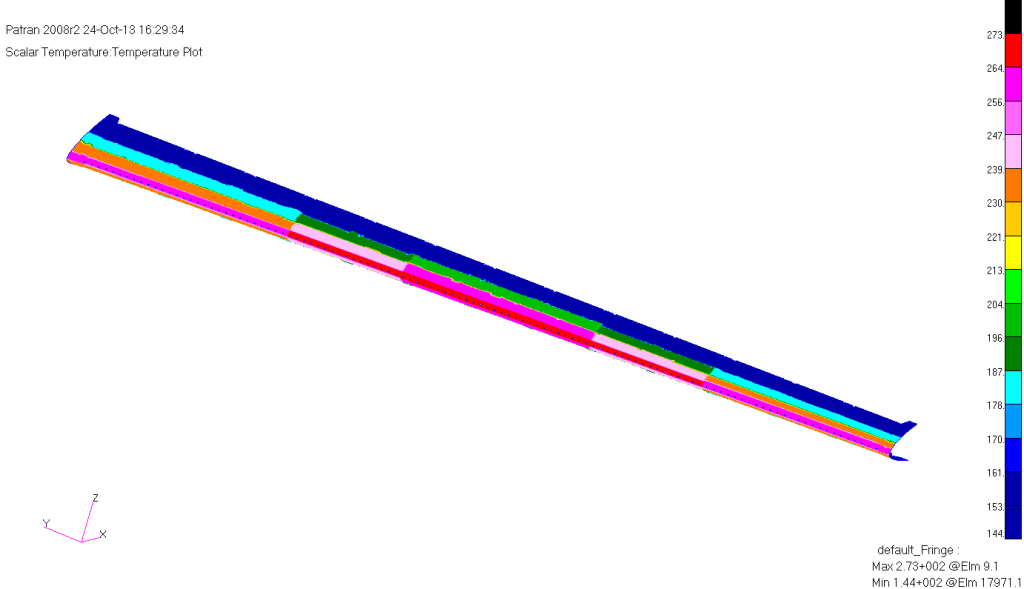 Patran 2008r2 24-Oct-13 16:29:34
Scalar Temperature:Temperature Plot
273.
264.
256.
247.
239.
230.
221.
213.
204.
196.
187.
178.
170.
161.
153.
144.
Z
Y
X
default_Fringe :
Max 2.73+002 @Elm 9.1
Min 1.44+002 @Elm 17971.1